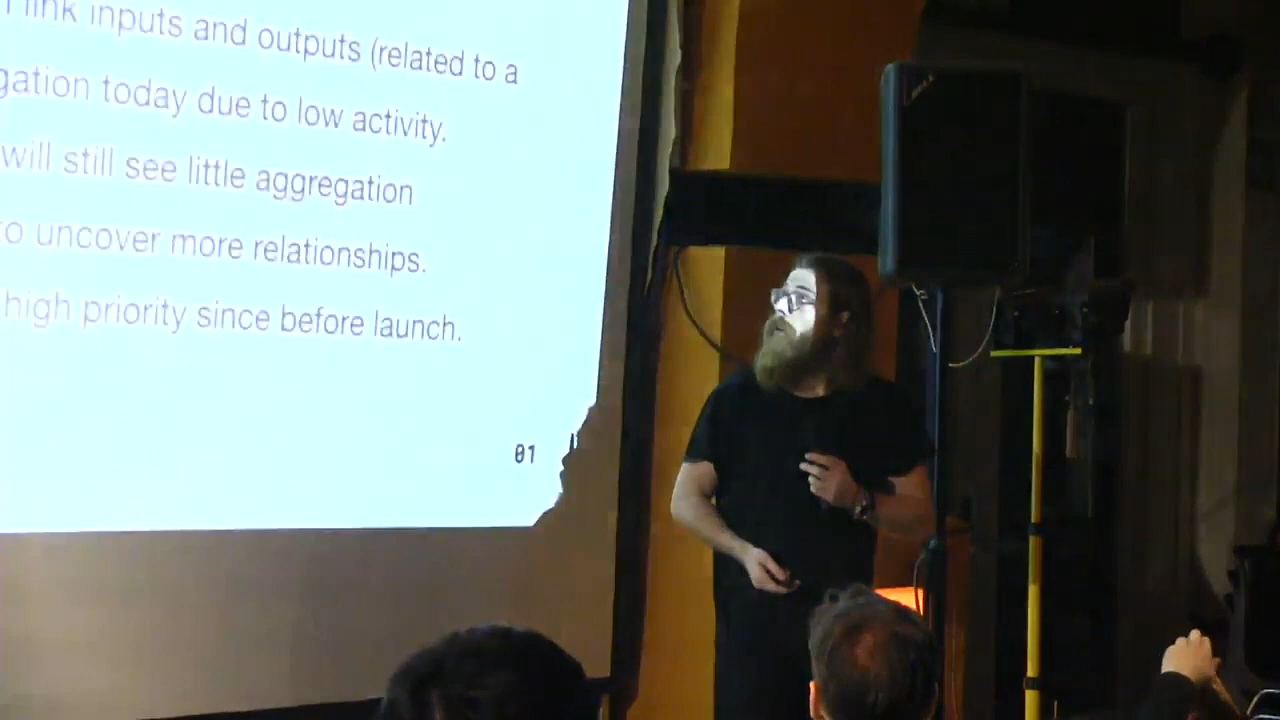 link inputs and outputs (related to a
gation today due to low activity.
will still see little aggregation
to uncover more relationships.
high priority since before launch.
01